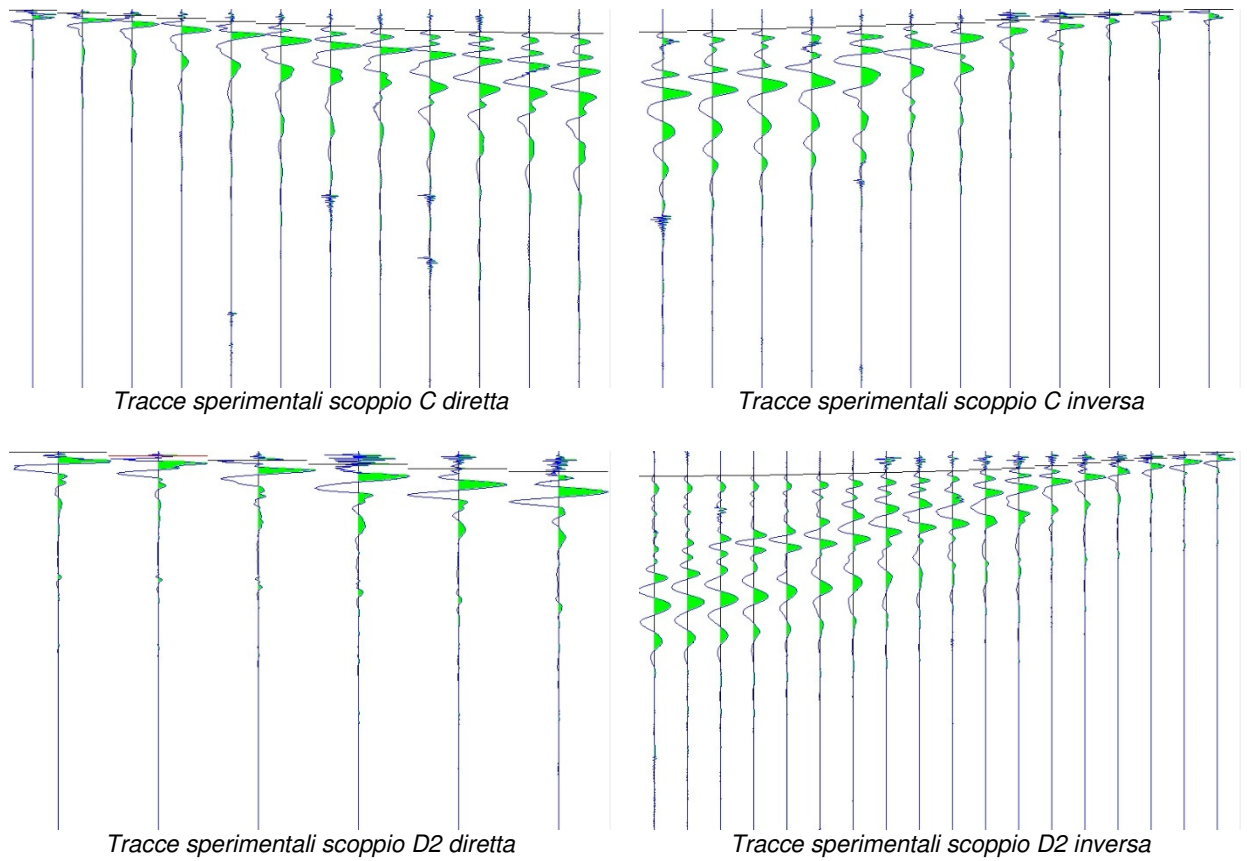 Tracce sperimentali scoppio C diretta
Tracce sperimentali scoppio C inversa
Tracce sperimentali scoppio D2 diretta
Tracce sperimentali scoppio D2 inversa